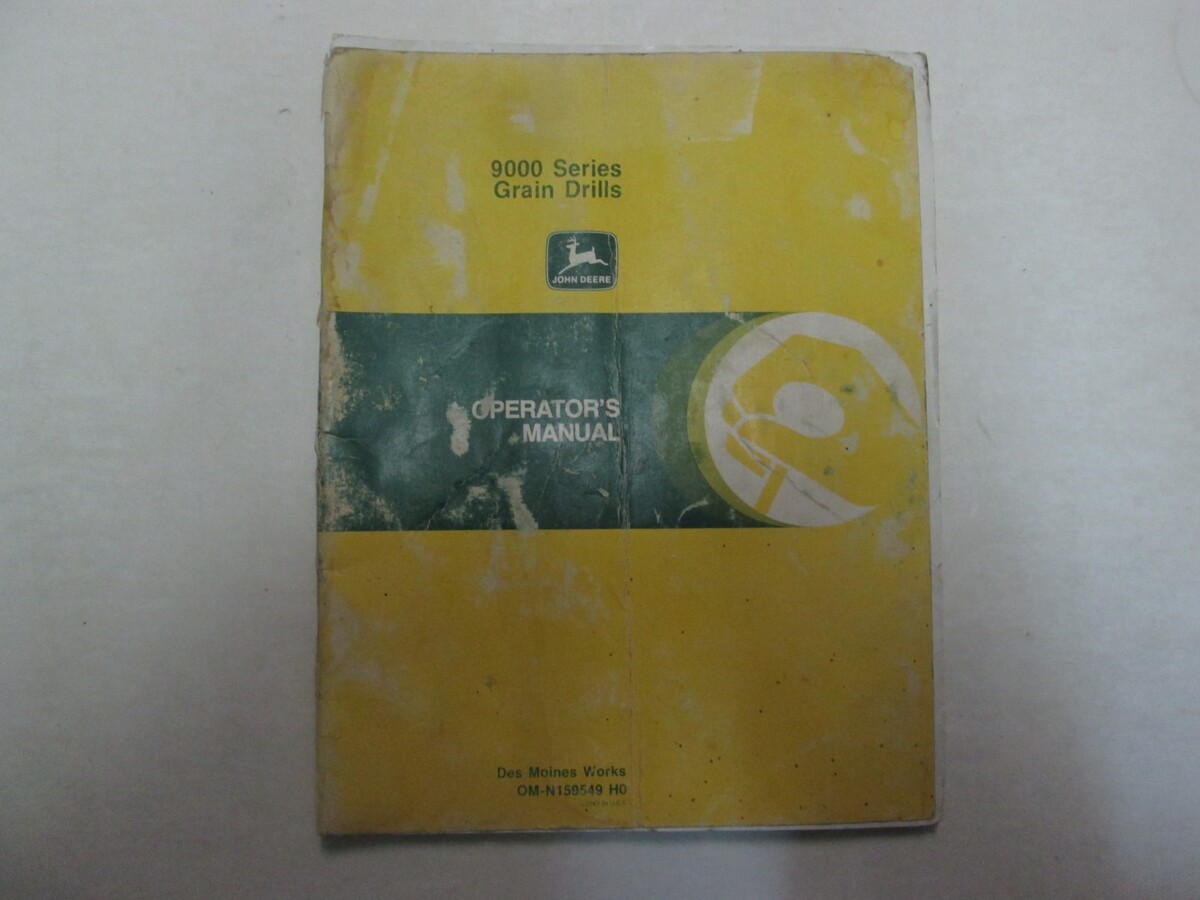 9000 Series
Grain Drills
JOHN DEERE
OPERATOR'S
MANUAL
Des Moines Works
OM-N159549 H0